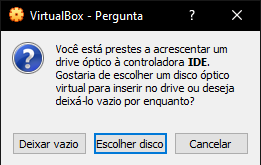 VirtualBox - Pergunta
Você está prestes a acrescentar um
drive óptico à controladora IDE.
Gostaria de escolher um disco óptico
virtual para inserir no drive ou deseja
deixá-lo vazio por enquanto?
Deixar vazio Escolher disco Cancelar